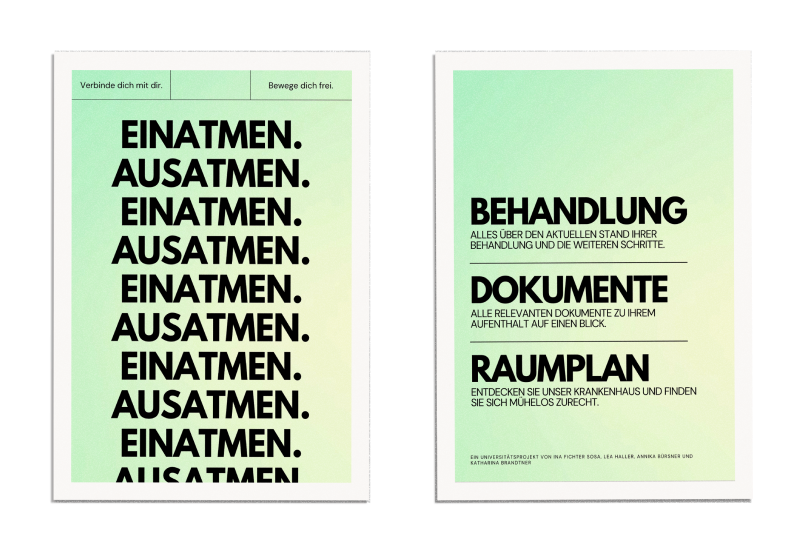 Verbinde dich mit dir.
Bewege dich frei.
EINATMEN.
AUSATMEN.
EINATMEN.
AUSATMEN.
EINATMEN.
AUSATMEN.
EINATMEN.
AUSATMEN.
EINATMEN.
AUSATMEN.
BEHANDLUNG
ALLES ÜBER DEN AKTUELLEN STAND IHRER
BEHANDLUNG UND DIE WEITEREN SCHRITTE.
DOKUMENTE
ALLE RELEVANTEN DOKUMENTE ZU IHREM
AUFENTHALT AUF EINEN BLICK.
RAUMPLAN
ENTDECKEN SIE UNSER KRANKENHAUS UND FINDEN
SIE SICH MÜHELOS ZURECHT.
EIN UNIVERSITÄTSPROJEKT VON INA FICHTER SOSA, LEA HALLER, ANNIKA BÜRSNER UND
KATHARINA BRANDTNER